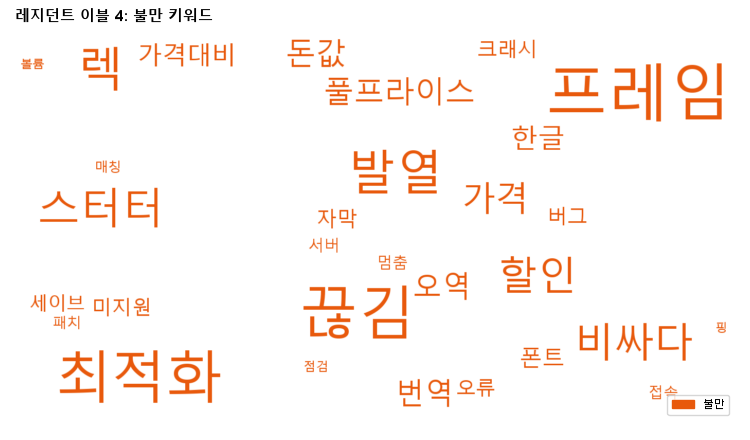 레지던트 이블 4: 불만 키워드
돈값
크래시
가격대비
렉
볼륨
프레임
풀프라이스
한글
매칭
발열
가격
스터터
자막
버그
서버
멈춤
할인
오역
세이브
미지원
끊김
패치
핑
비싸다
폰트
점검
최적화
번역
오류
접속
불만